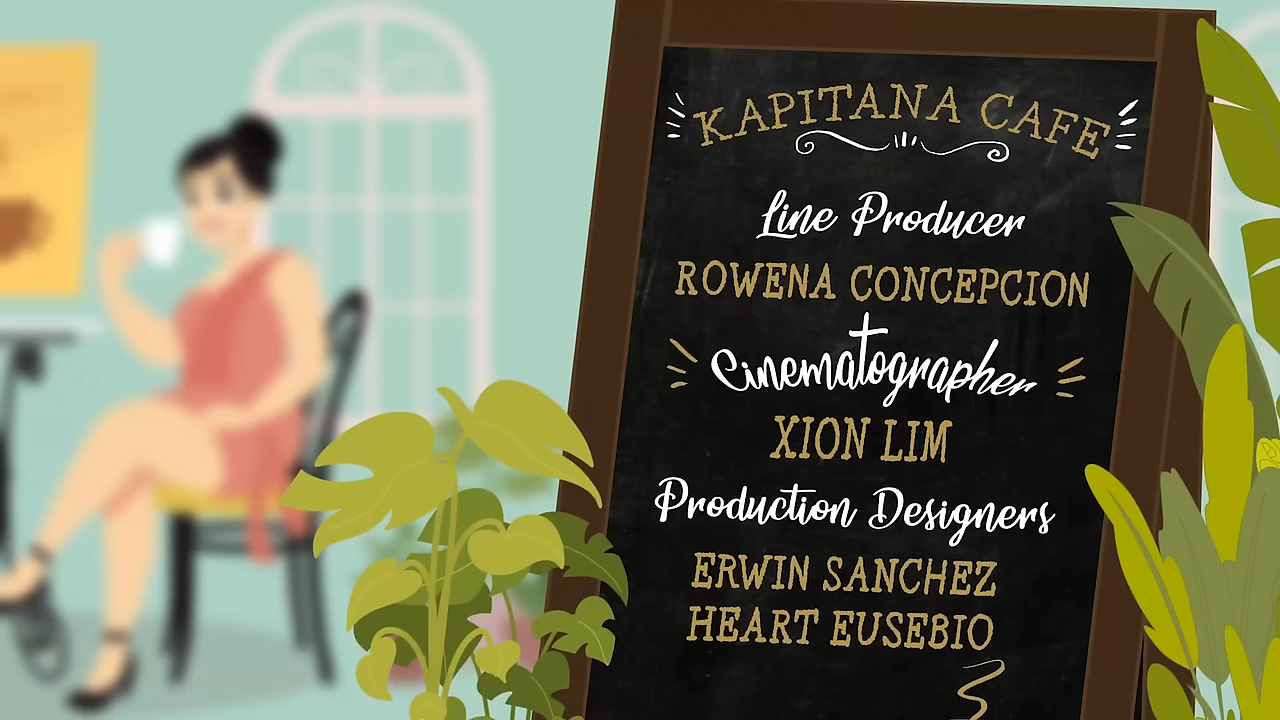 KAPITANA CAFE
Line Producer
ROWENA CONCEPCION
Cinematographer
XION LIM
Production Designers
ERWIN SANCHEZ
HEART EUSEBIO